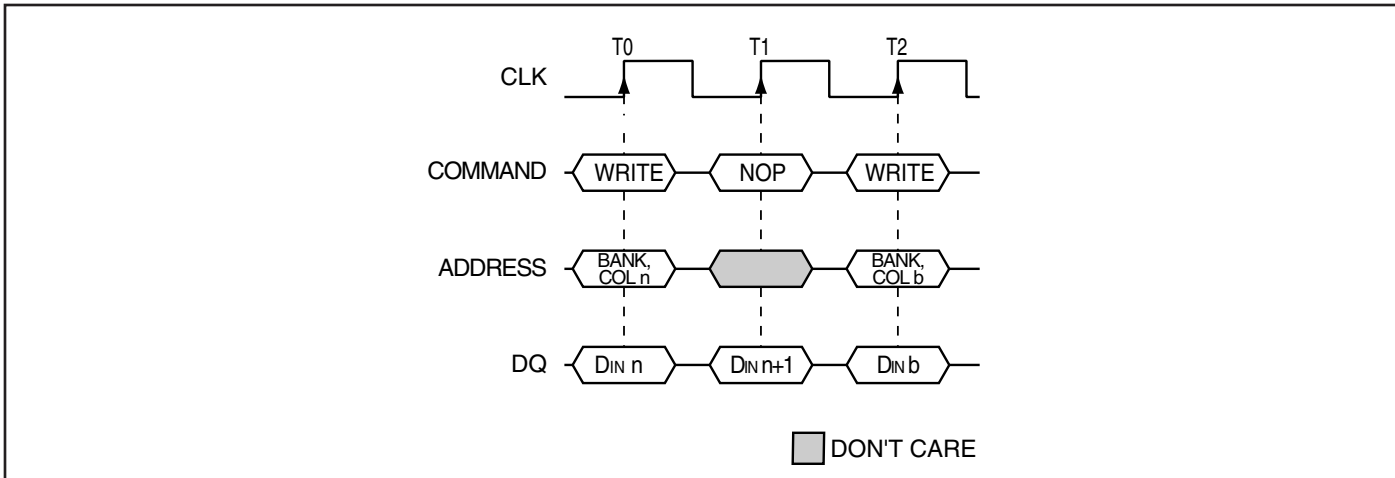 T0 T1 T2
CLK
COMMAND WRITE NOP WRITE
ADDRESS BANK, COL n BANK, COL b
DQ DIN n DIN n+1 DIN b
DON'T CARE